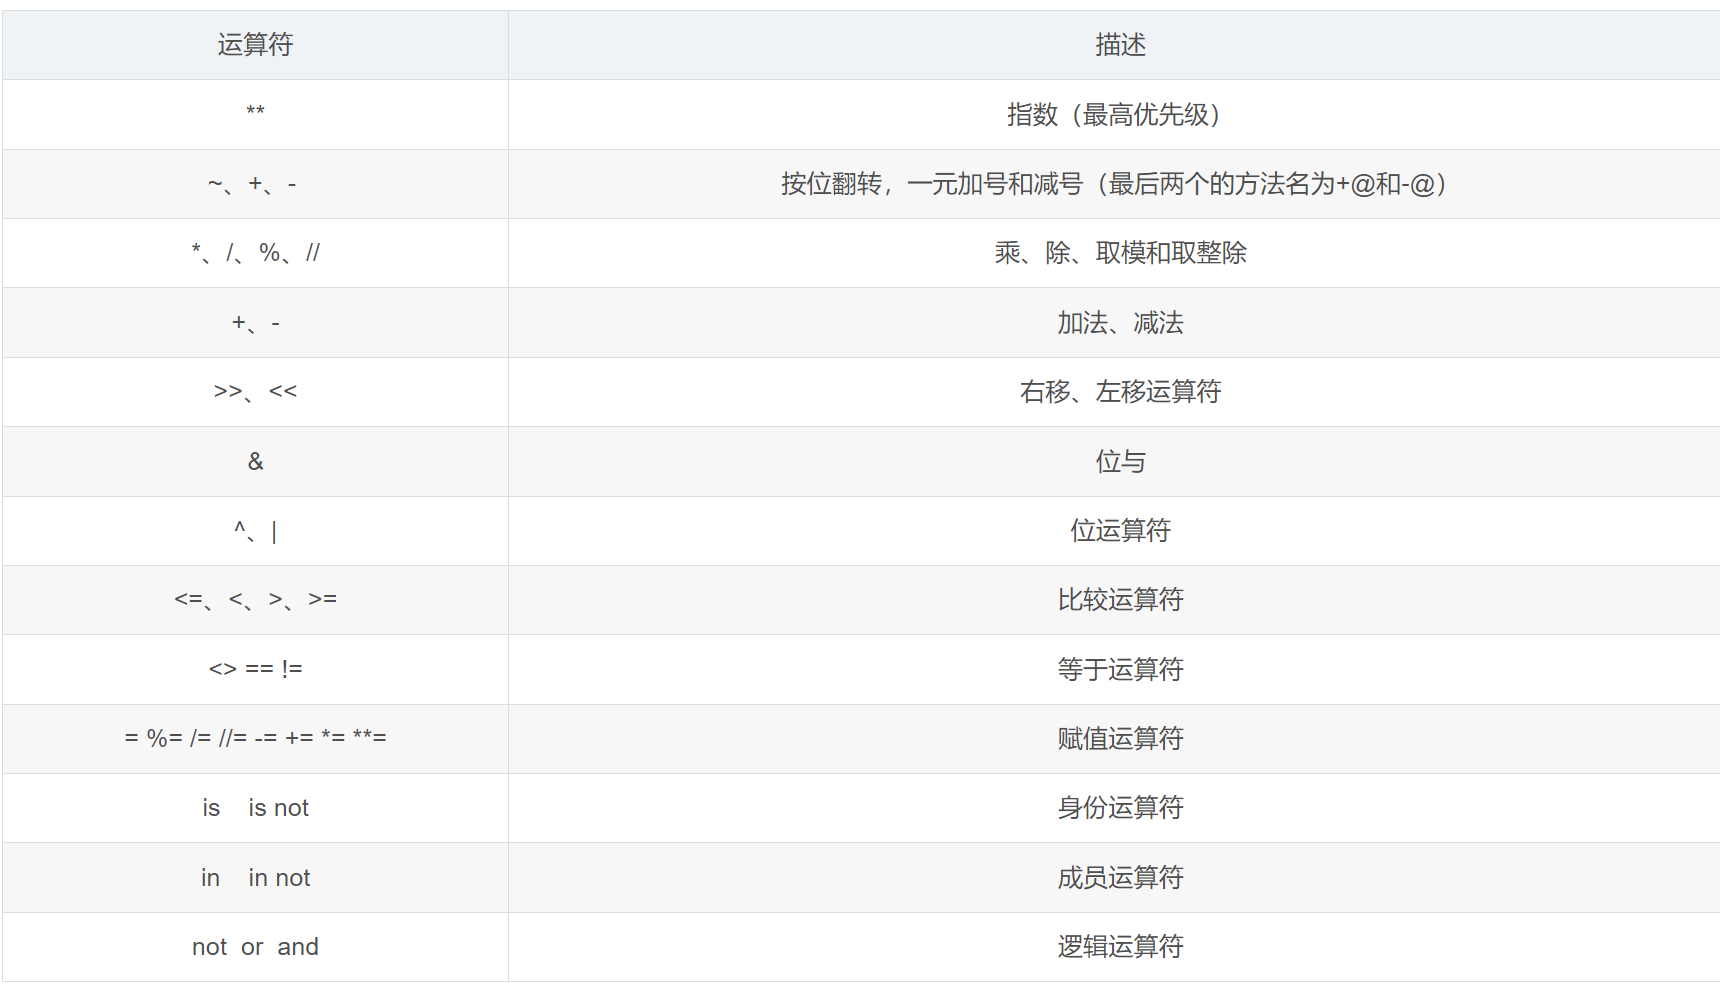 运算符 描述
** 指数（最高优先级）
~、+、- 按位翻转，一元加号和减号（最后两个的方法名为+@和-@）
*、/、%、// 乘、除、取模和取整除
+、- 加法、减法
>>、<< 右移、左移运算符
& 位与
^、| 位运算符
<=、<、>、>= 比较运算符
<> == != 等于运算符
= %= /= //= -= += *= **= 赋值运算符
is is not 身份运算符
in in not 成员运算符
not or and 逻辑运算符